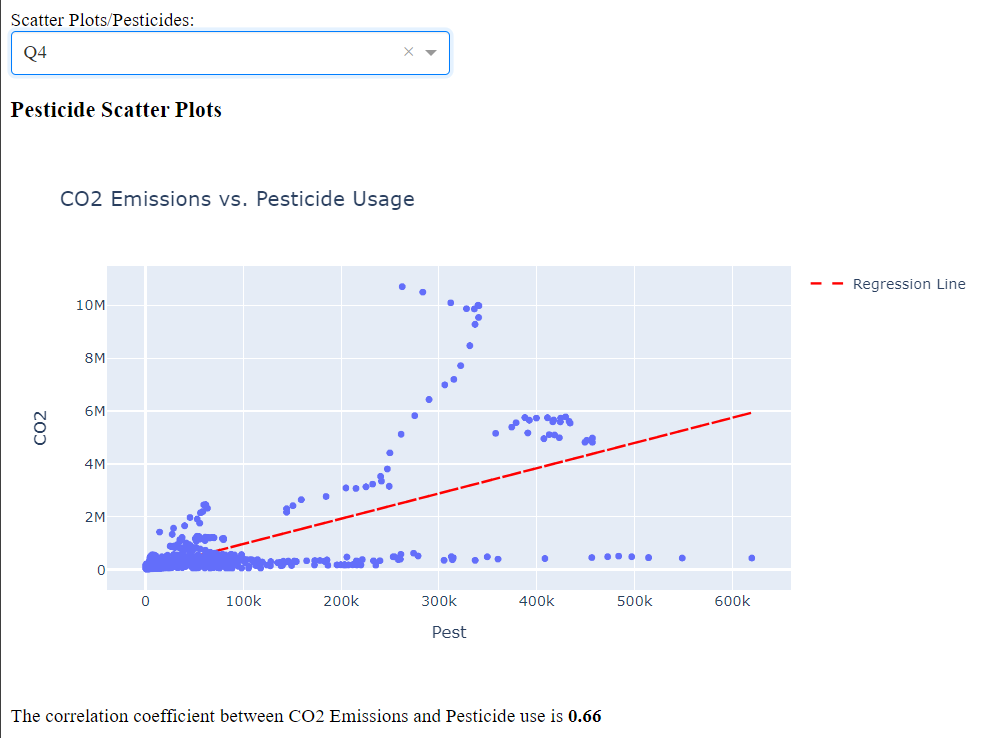 Scatter Plots/Pesticides:
Q4
Pesticide Scatter Plots
CO2 Emissions vs. Pesticide Usage
Regression Line
10M
8M
6M
4M
2M
0
CO2
0 100k 200k 300k 400k 500k 600k
Pest
The correlation coefficient between CO2 Emissions and Pesticide use is 0.66